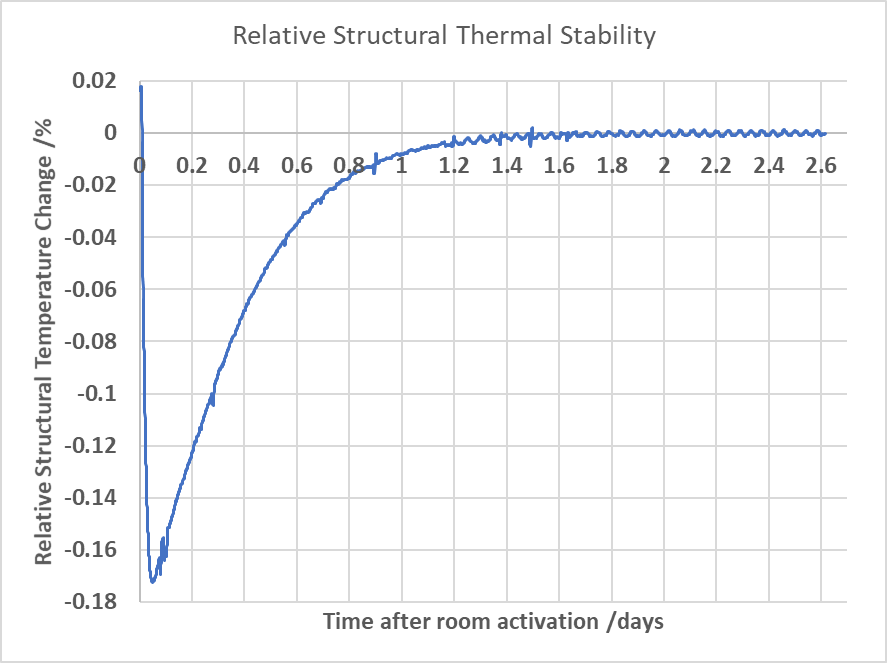 Relative Structural Thermal Stability
Relative Structural Temperature Change /%
0.02
0
-0.02
-0.04
-0.06
-0.08
-0.1
-0.12
-0.14
-0.16
-0.18
0 0.2 0.4 0.6 0.8 1 1.2 1.4 1.6 1.8 2 2.2 2.4 2.6
Time after room activation /days